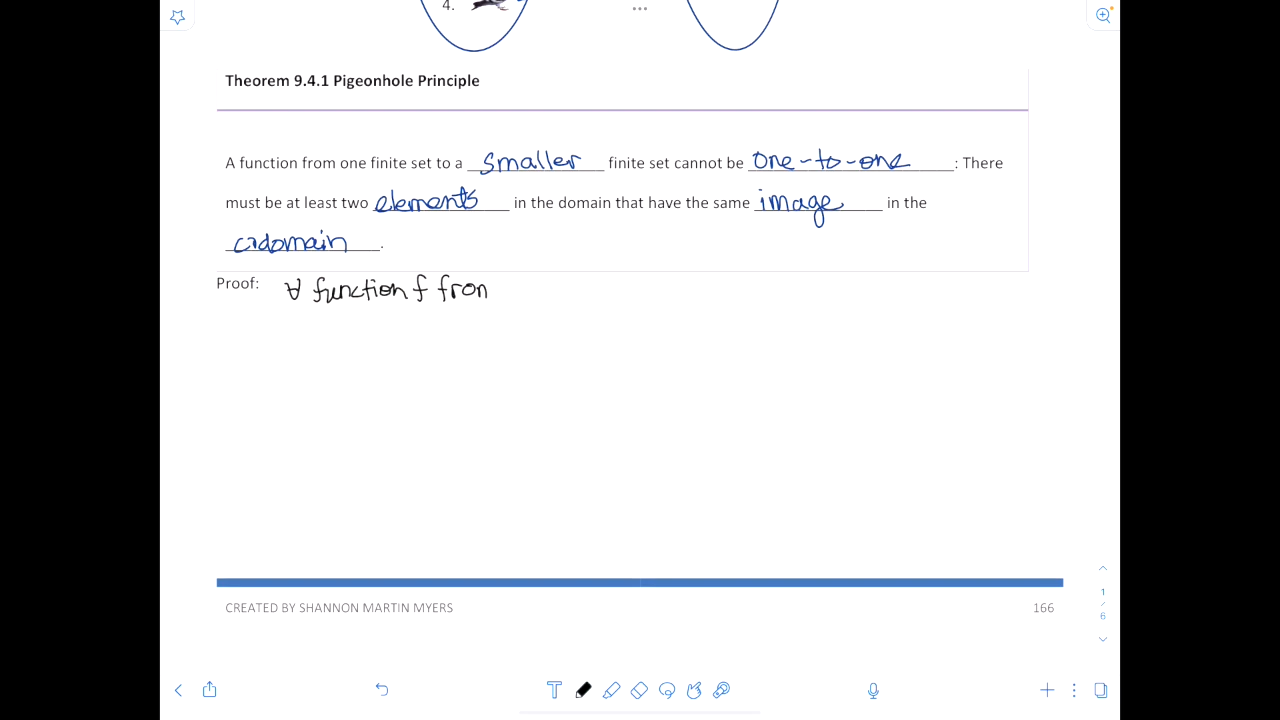 4.
Theorem 9.4.1 Pigeonhole Principle
A function from one finite set to a smaller finite set cannot be one-to-one: There
must be at least two elements in the domain that have the same image in the
codomain.
Proof: ∀ function f fron
CREATED BY SHANNON MARTIN MYERS 166
1
/
6